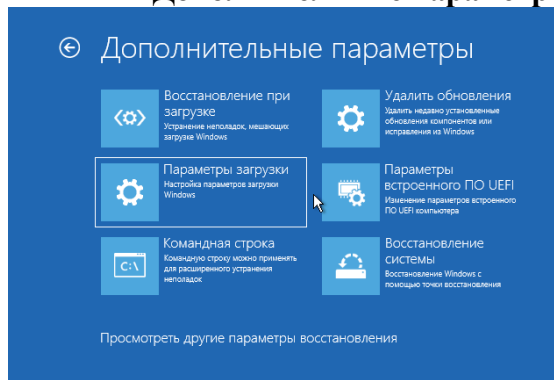 Дополнительные параметры
Восстановление при
загрузке
Устранение неполадок, мешающих
загрузке Windows
Удалить обновления
Удалить недавно установленные
обновления компонентов или
исправления из Windows
Параметры загрузки
Настройка параметров загрузки
Windows
Параметры
встроенного ПО UEFI
Изменение параметров встроенного
ПО UEFI компьютера
C:\
Командная строка
Командную строку можно применять
для расширенного устранения
неполадок
Восстановление
системы
Восстановление Windows с
помощью точки восстановления
Просмотреть другие параметры восстановления